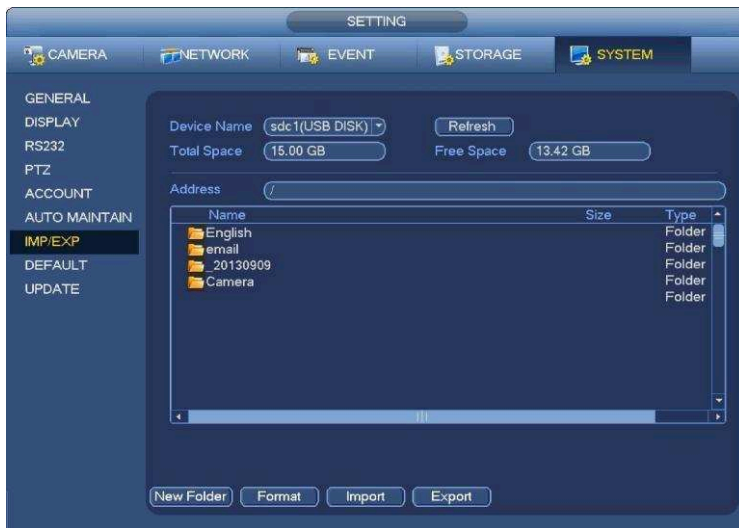 SETTING
CAMERA NETWORK EVENT STORAGE SYSTEM
GENERAL
DISPLAY
RS232
PTZ
ACCOUNT
AUTO MAINTAIN
IMP/EXP
DEFAULT
UPDATE
Device Name sdc1(USB DISK) Refresh
Total Space 15.00 GB Free Space 13.42 GB
Address /
Name Size Type
English Folder
email Folder
_20130909 Folder
Camera Folder
Folder
New Folder Format Import Export